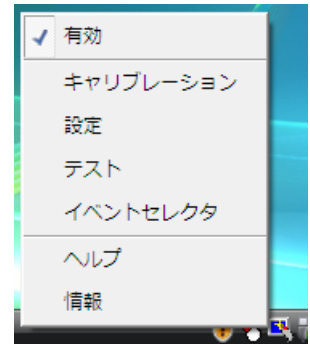 有効
キャリブレーション
設定
テスト
イベントセレクタ
ヘルプ
情報